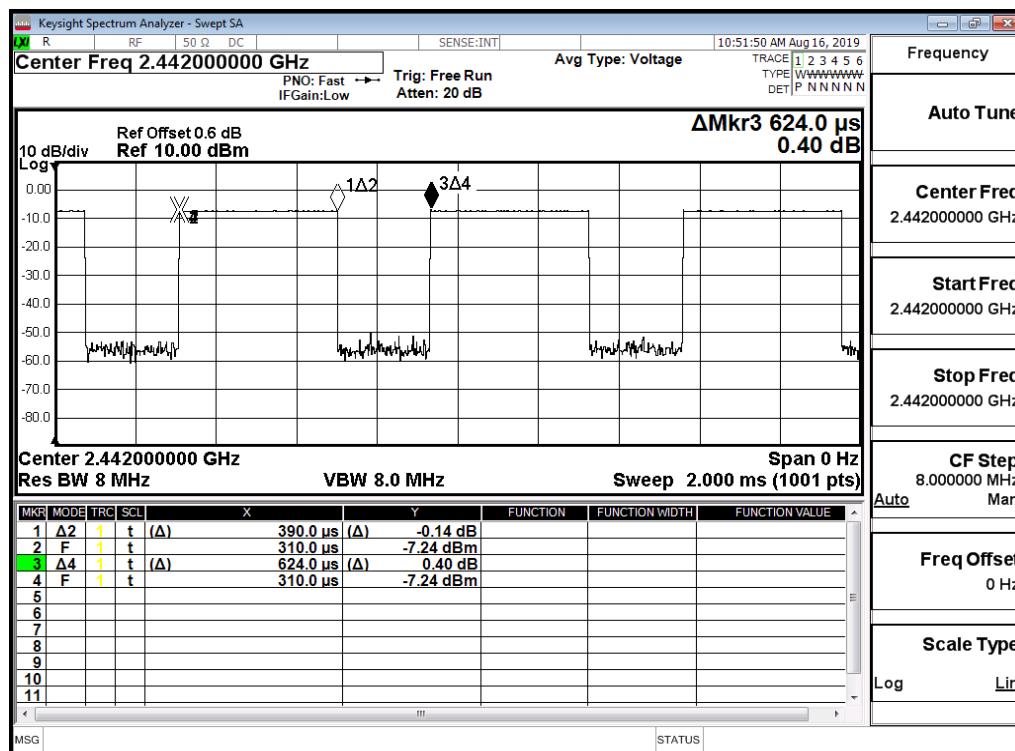 Keysight Spectrum Analyzer - Swept SA
LXI R RF 50 Ω DC SENSE:INT 10:51:50 AM Aug 16, 2019
Center Freq 2.442000000 GHz
PNO: Fast
IFGain:Low
Trig: Free Run
Atten: 20 dB
Avg Type: Voltage
TRACE 1 2 3 4 5 6
TYPE WWWWWW
DET P N N N N N
ΔMkr3 624.0 µs
0.40 dB
Ref Offset 0.6 dB
10 dB/div Ref 10.00 dBm
Log
0.00
-10.0
-20.0
-30.0
-40.0
-50.0
-60.0
-70.0
-80.0
1Δ2
3Δ4
Center 2.442000000 GHz Span 0 Hz
Res BW 8 MHz VBW 8.0 MHz Sweep 2.000 ms (1001 pts)
MKR MODE TRC SCL X Y FUNCTION FUNCTION WIDTH FUNCTION VALUE
1 Δ2 1 t (Δ) 390.0 µs (Δ) -0.14 dB
2 F 1 t 310.0 µs -7.24 dBm
3 Δ4 1 t (Δ) 624.0 µs (Δ) 0.40 dB
4 F 1 t 310.0 µs -7.24 dBm
5
6
7
8
9
10
11
MSG STATUS
Frequency
Auto Tune
Center Freq
2.442000000 GHz
Start Freq
2.442000000 GHz
Stop Freq
2.442000000 GHz
CF Step
8.000000 MHz
Auto Man
Freq Offset
0 Hz
Scale Type
Log Lin